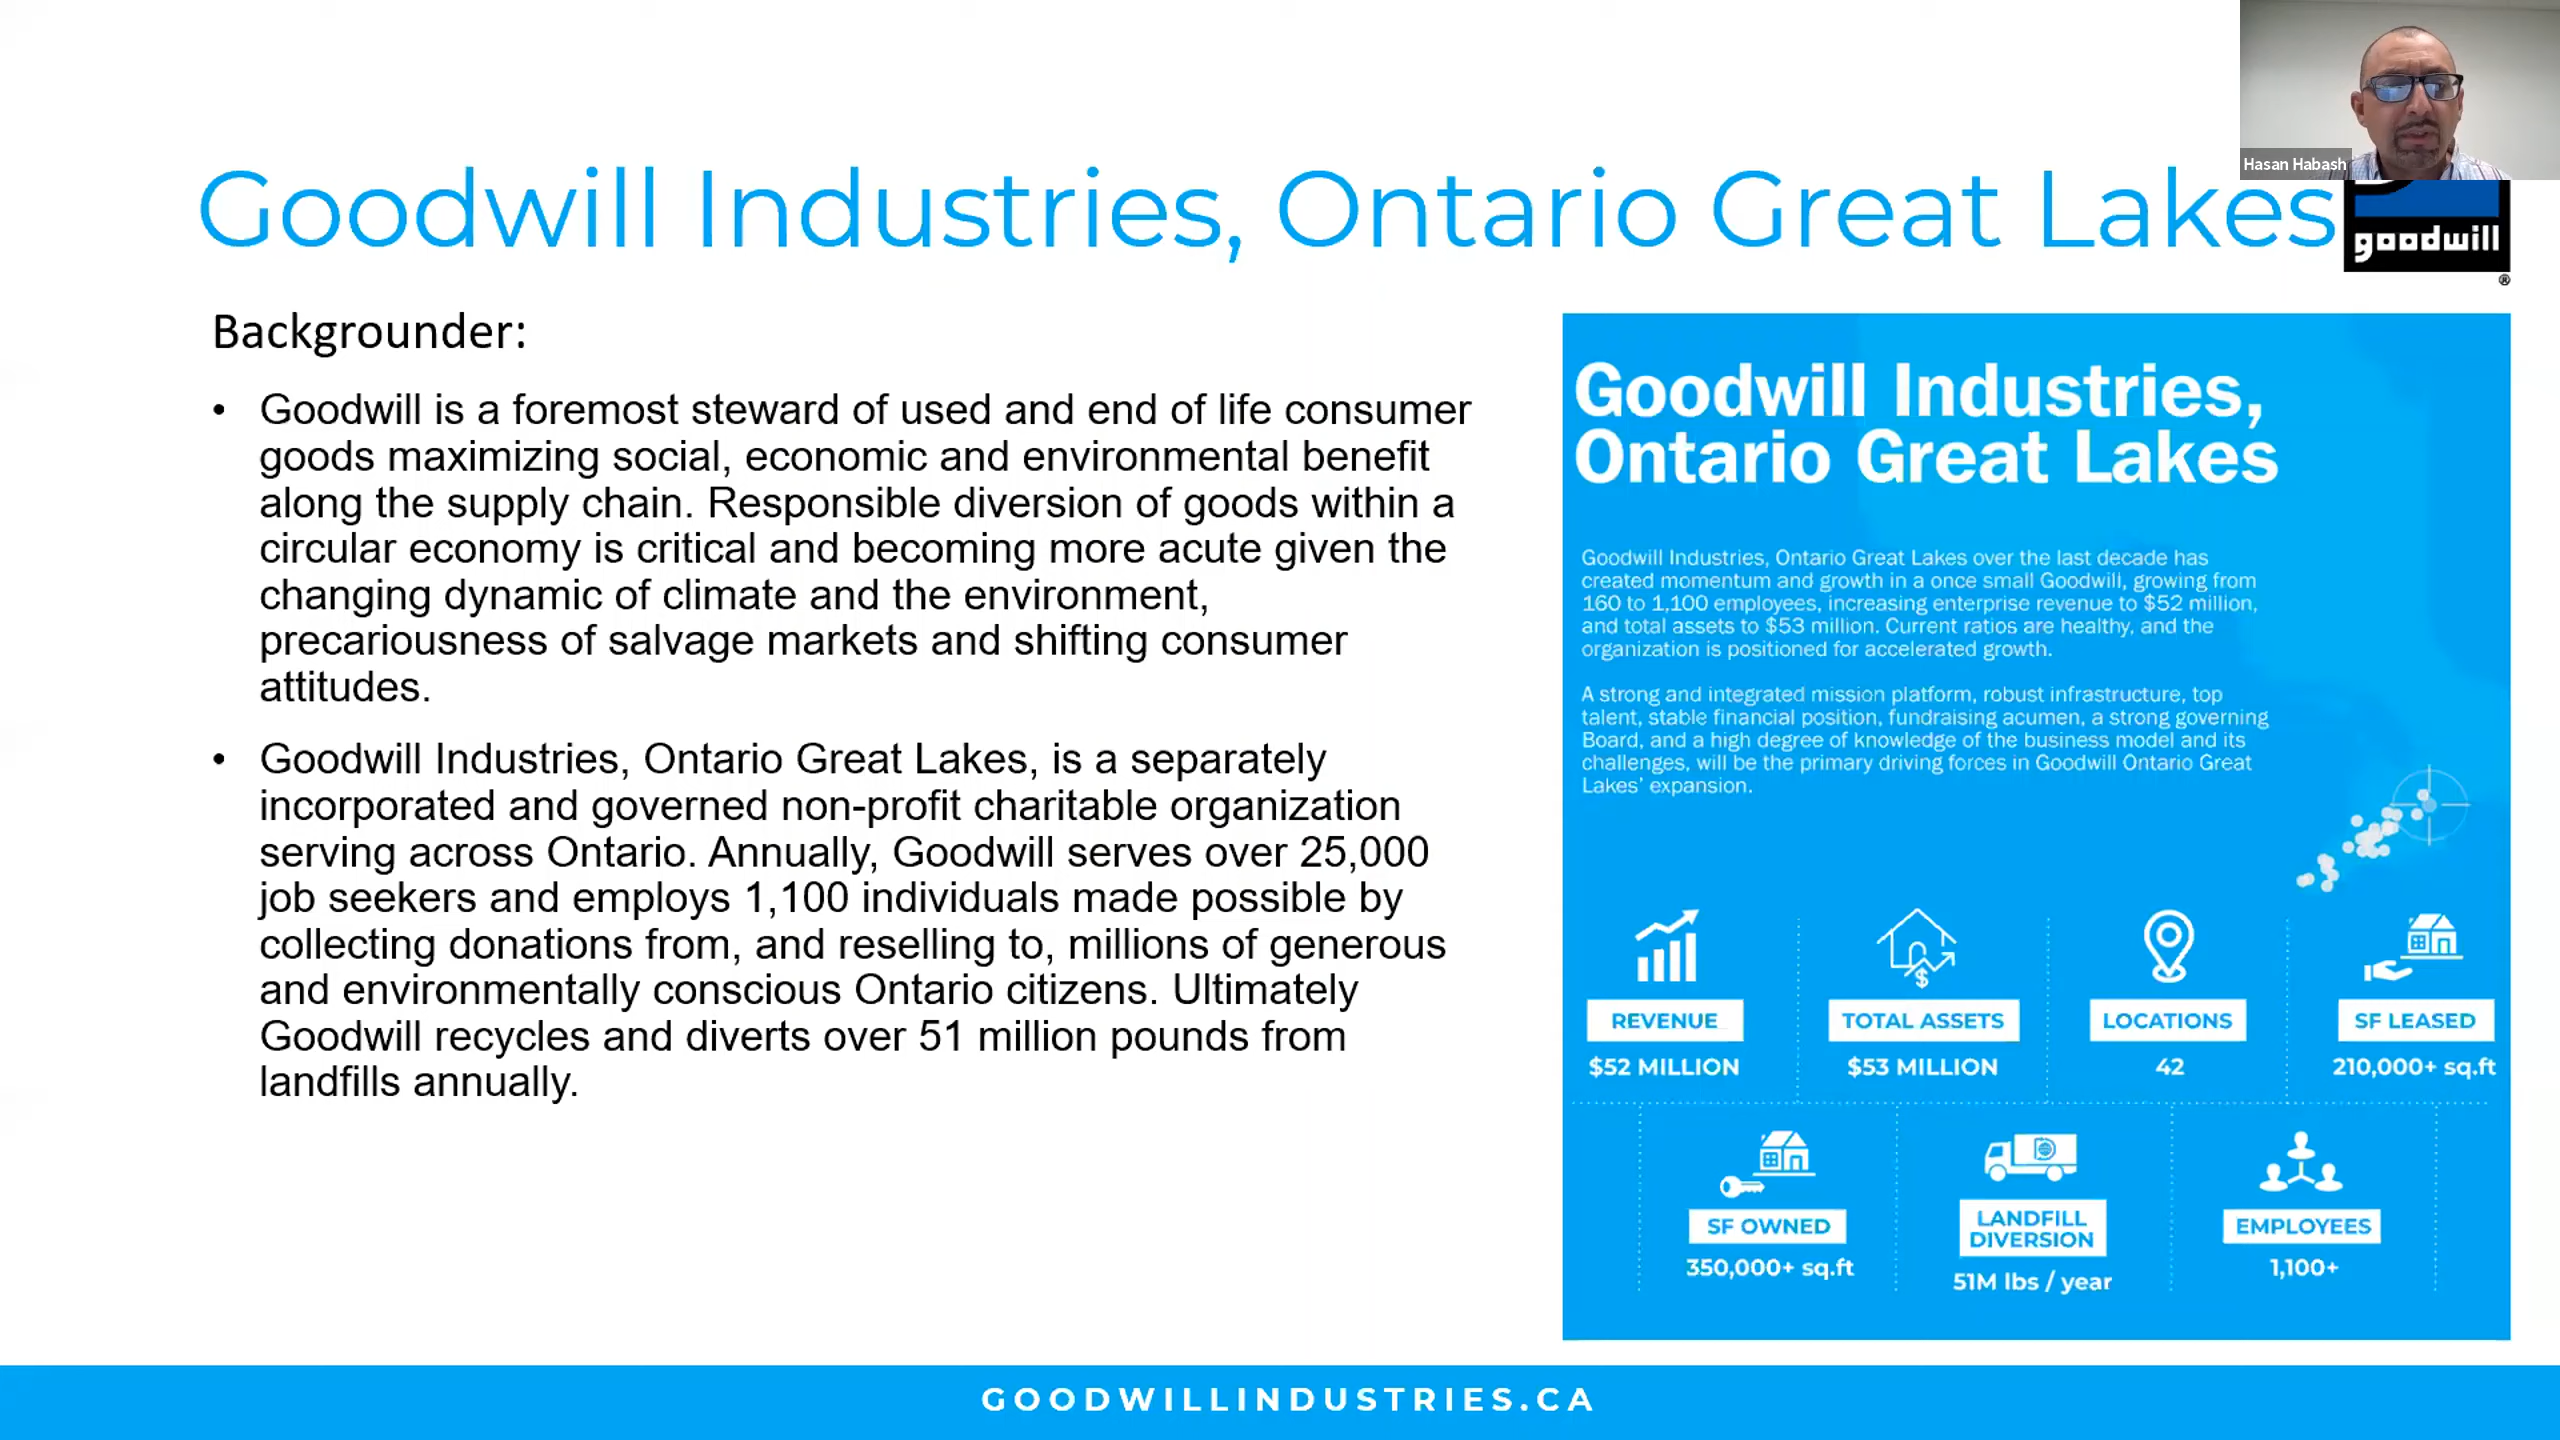 Hasan Habash
Goodwill Industries, Ontario Great Lakes
goodwill
®
Backgrounder:
• Goodwill is a foremost steward of used and end of life consumer
goods maximizing social, economic and environmental benefit
along the supply chain. Responsible diversion of goods within a
circular economy is critical and becoming more acute given the
changing dynamic of climate and the environment,
precariousness of salvage markets and shifting consumer
attitudes.
• Goodwill Industries, Ontario Great Lakes, is a separately
incorporated and governed non-profit charitable organization
serving across Ontario. Annually, Goodwill serves over 25,000
job seekers and employs 1,100 individuals made possible by
collecting donations from, and reselling to, millions of generous
and environmentally conscious Ontario citizens. Ultimately
Goodwill recycles and diverts over 51 million pounds from
landfills annually.
Goodwill Industries,
Ontario Great Lakes
Goodwill Industries, Ontario Great Lakes over the last decade has
created momentum and growth in a once small Goodwill, growing from
160 to 1,100 employees, increasing enterprise revenue to $52 million,
and total assets to $53 million. Current ratios are healthy, and the
organization is positioned for accelerated growth.
A strong and integrated mission platform, robust infrastructure, top
talent, stable financial position, fundraising acumen, a strong governing
Board, and a high degree of knowledge of the business model and its
challenges, will be the primary driving forces in Goodwill Ontario Great
Lakes' expansion.
REVENUE
$52 MILLION
TOTAL ASSETS
$53 MILLION
LOCATIONS
42
SF LEASED
210,000+ sq.ft
SF OWNED
350,000+ sq.ft
LANDFILL
DIVERSION
51M lbs / year
EMPLOYEES
1,100+
GOODWILLINDUSTRIES.CA